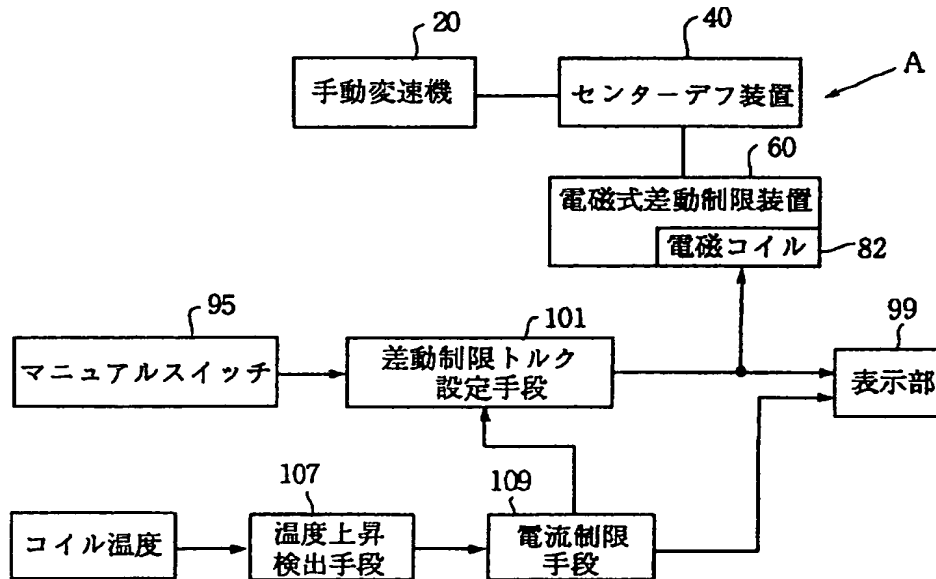 20
40
A
手動変速機
センターデフ装置
60
電磁式差動制限装置
電磁コイル
82
95
101
99
マニュアルスイッチ
差動制限トルク
設定手段
表示部
107
109
コイル温度
温度上昇
検出手段
電流制限
手段